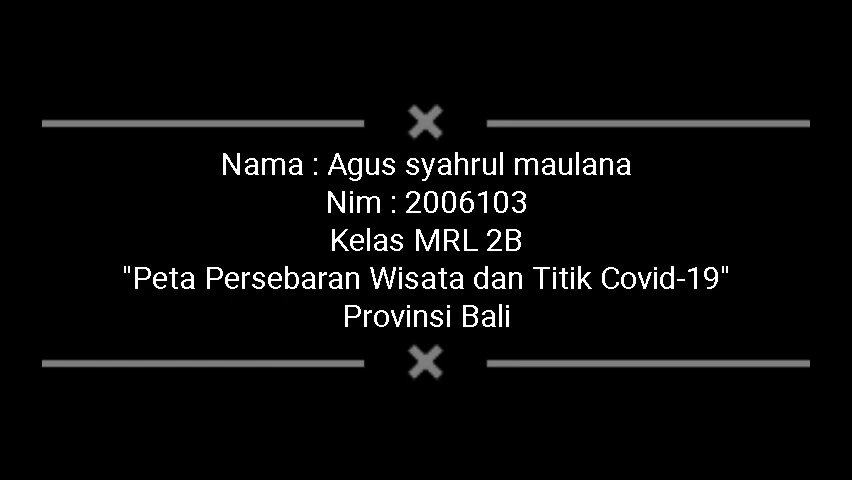 Nama : Agus syahrul maulana
Nim : 2006103
Kelas MRL 2B
"Peta Persebaran Wisata dan Titik Covid-19"
Provinsi Bali